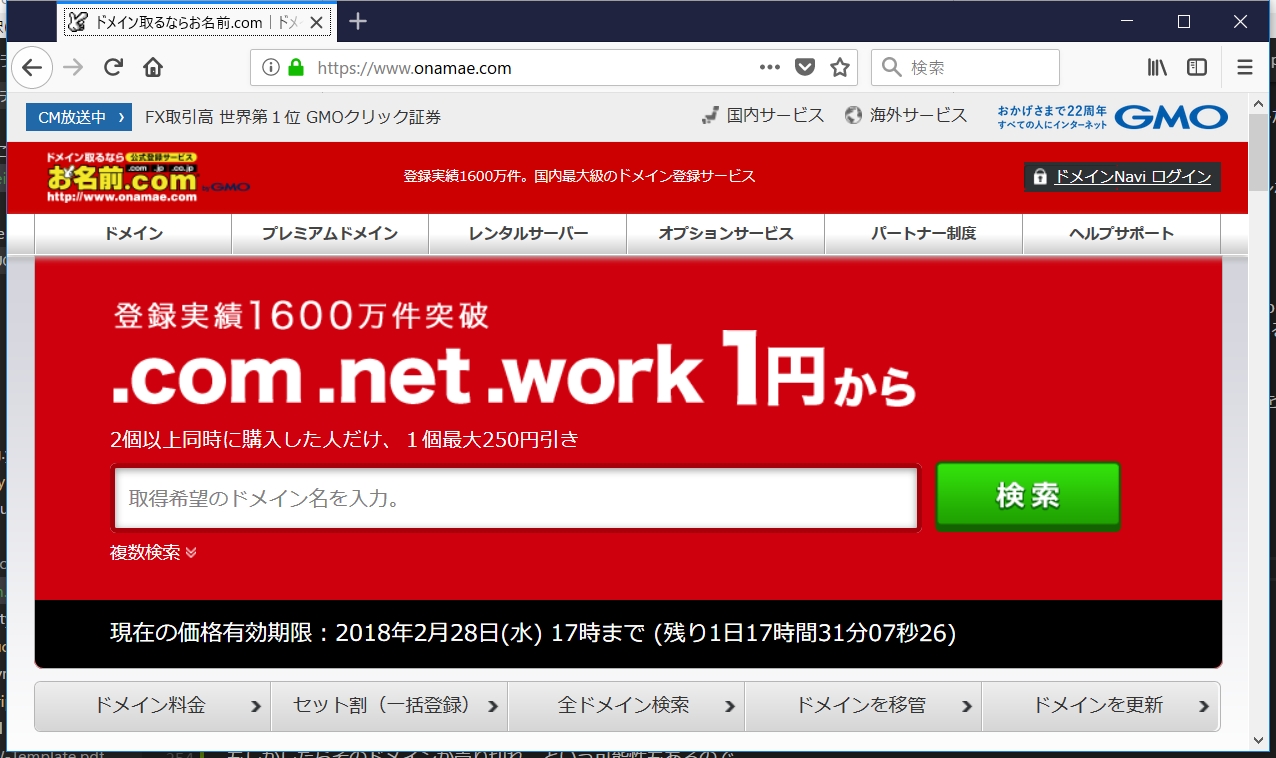 ドメイン取るならお名前.com｜ドメ
https://www.onamae.com
検索
CM放送中
FX取引高 世界第１位 GMOクリック証券
国内サービス
海外サービス
おかげさまで22周年
すべての人にインターネット
GMO
ドメイン取るなら 公式登録サービス
.com .jp .co.jp
お名前.com by GMO
http://www.onamae.com
登録実績1600万件。国内最大級のドメイン登録サービス
ドメインNavi ログイン
ドメイン
プレミアムドメイン
レンタルサーバー
オプションサービス
パートナー制度
ヘルプサポート
登録実績1600万件突破
.com .net .work 1円から
2個以上同時に購入した人だけ、１個最大250円引き
取得希望のドメイン名を入力。
検索
複数検索
現在の価格有効期限：2018年2月28日(水) 17時まで (残り1日17時間31分07秒26)
ドメイン料金
セット割（一括登録）
全ドメイン検索
ドメインを移管
ドメインを更新